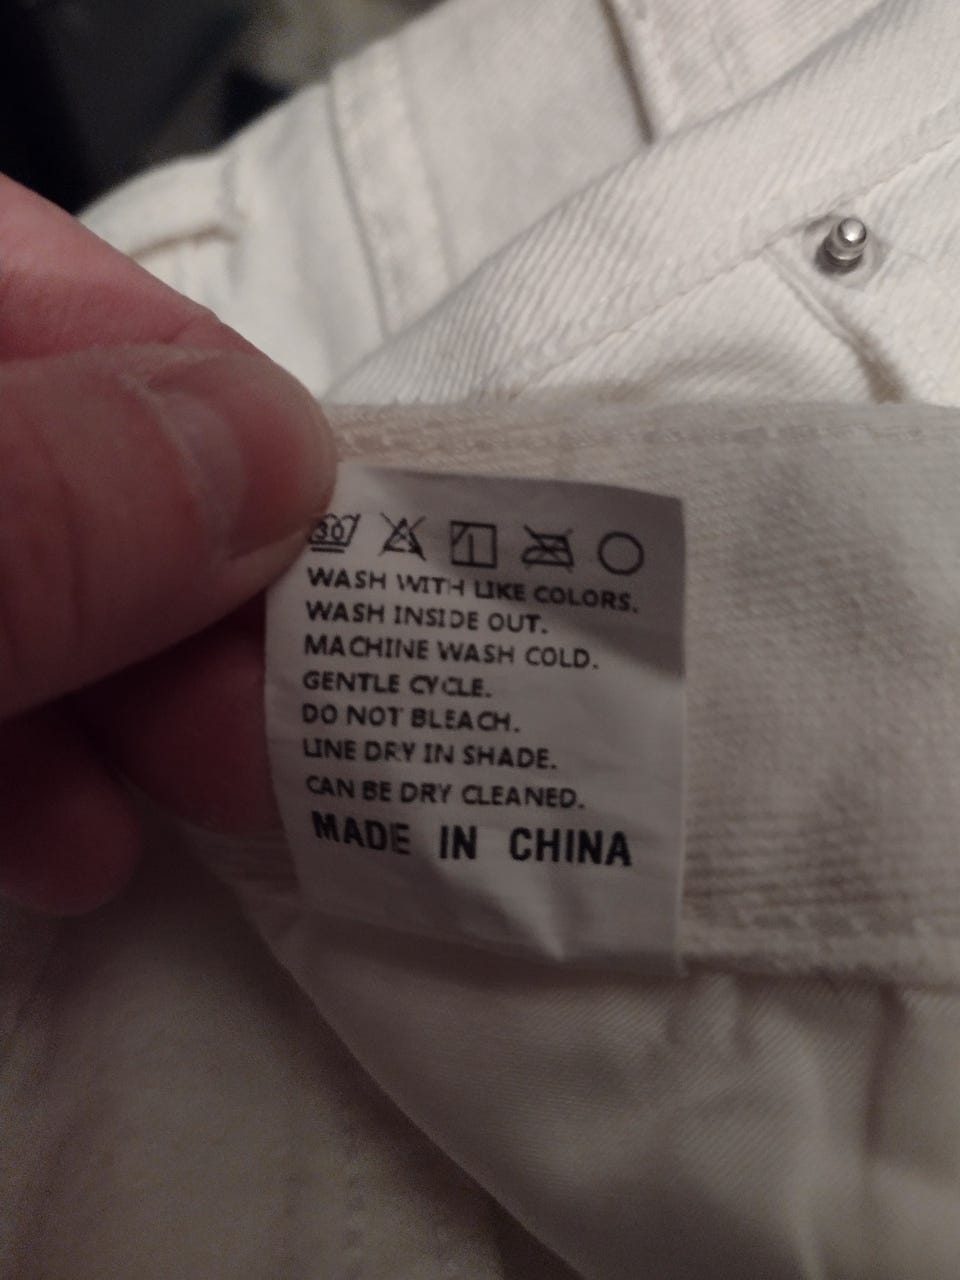 30
WASH WITH LIKE COLORS.
WASH INSIDE OUT.
MACHINE WASH COLD.
GENTLE CYCLE.
DO NOT BLEACH.
LINE DRY IN SHADE.
CAN BE DRY CLEANED.
MADE IN CHINA